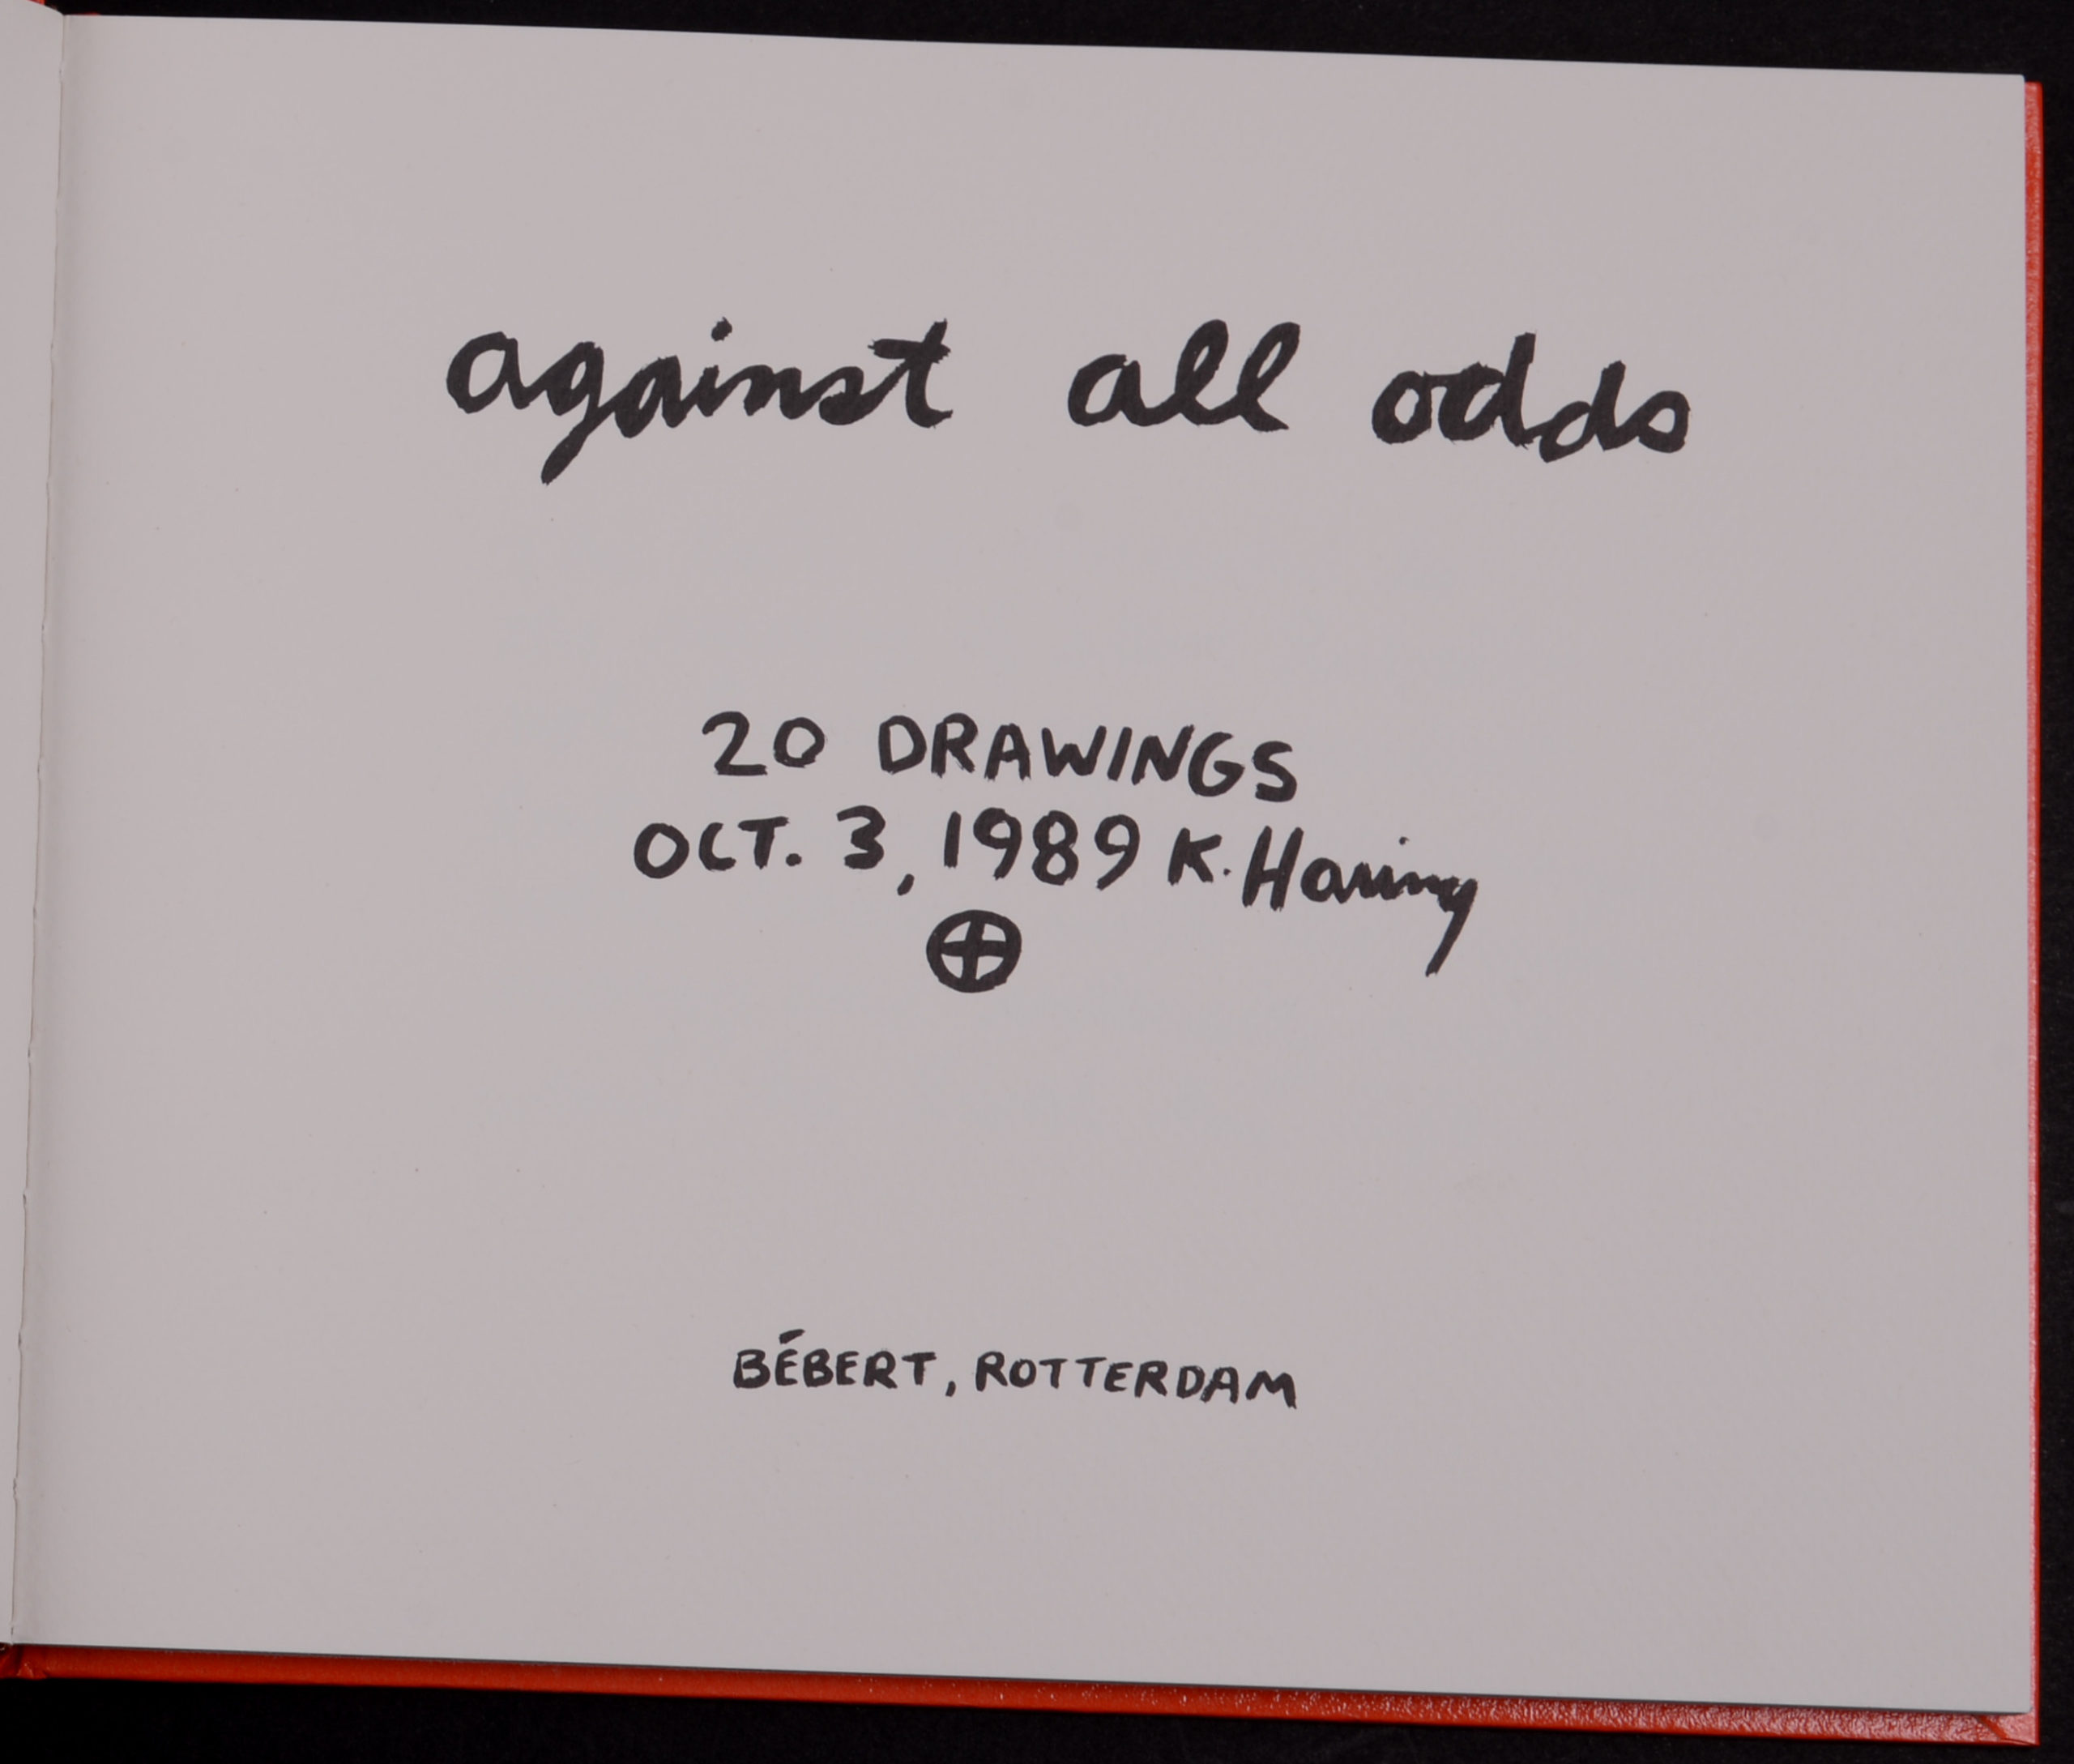 against all odds
20 DRAWINGS
OCT. 3, 1989 K. Haring
BÉBERT, ROTTERDAM